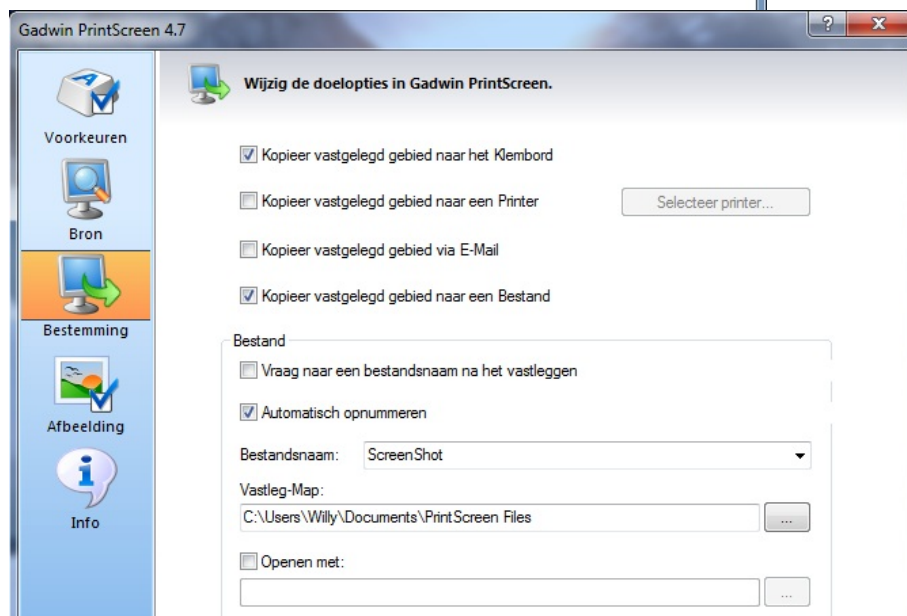 Gadwin PrintScreen 4.7
Voorkeuren
Bron
Bestemming
Afbeelding
Info
Wijzig de doelopties in Gadwin PrintScreen.
Kopieer vastgelegd gebied naar het Klembord
Kopieer vastgelegd gebied naar een Printer
Selecteer printer...
Kopieer vastgelegd gebied via E-Mail
Kopieer vastgelegd gebied naar een Bestand
Bestand
Vraag naar een bestandsnaam na het vastleggen
Automatisch opnummeren
Bestandsnaam: ScreenShot
Vastleg-Map:
C:\Users\Willy\Documents\PrintScreen Files
...
Openen met:
...